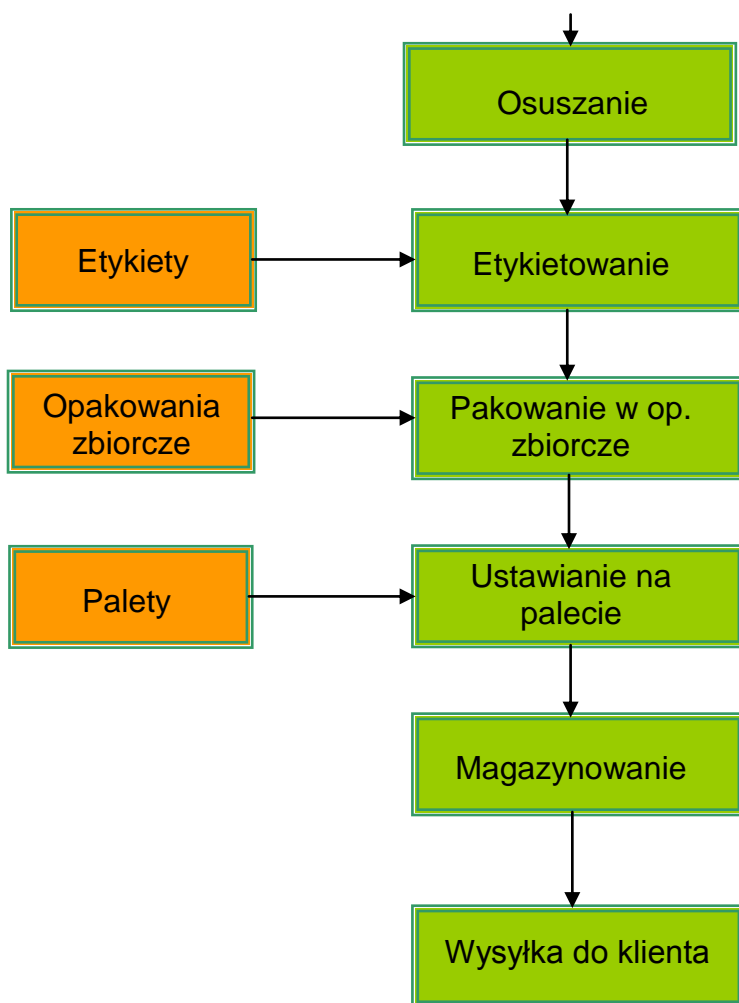 Osuszanie
Etykiety
Etykietowanie
Opakowania
zbiorcze
Pakowanie w op.
zbiorcze
Palety
Ustawianie na
palecie
Magazynowanie
Wysyłka do klienta